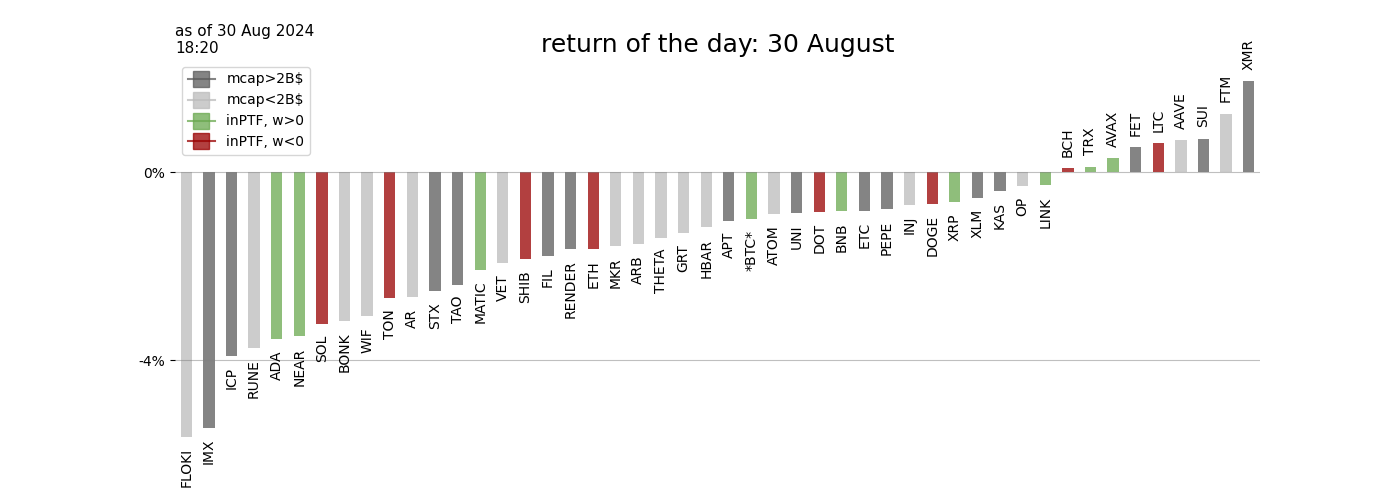 as of 30 Aug 2024
18:20
return of the day: 30 August
mcap>2B$
mcap<2B$
inPTF, w>0
inPTF, w<0
0%
-4%
FLOKI
IMX
ICP
RUNE
ADA
NEAR
SOL
BONK
WIF
TON
AR
STX
TAO
MATIC
VET
SHIB
FIL
RENDER
ETH
MKR
ARB
THETA
GRT
HBAR
APT
*BTC*
ATOM
UNI
DOT
BNB
ETC
PEPE
INJ
DOGE
XRP
XLM
KAS
OP
LINK
BCH
TRX
AVAX
FET
LTC
AAVE
SUI
FTM
XMR